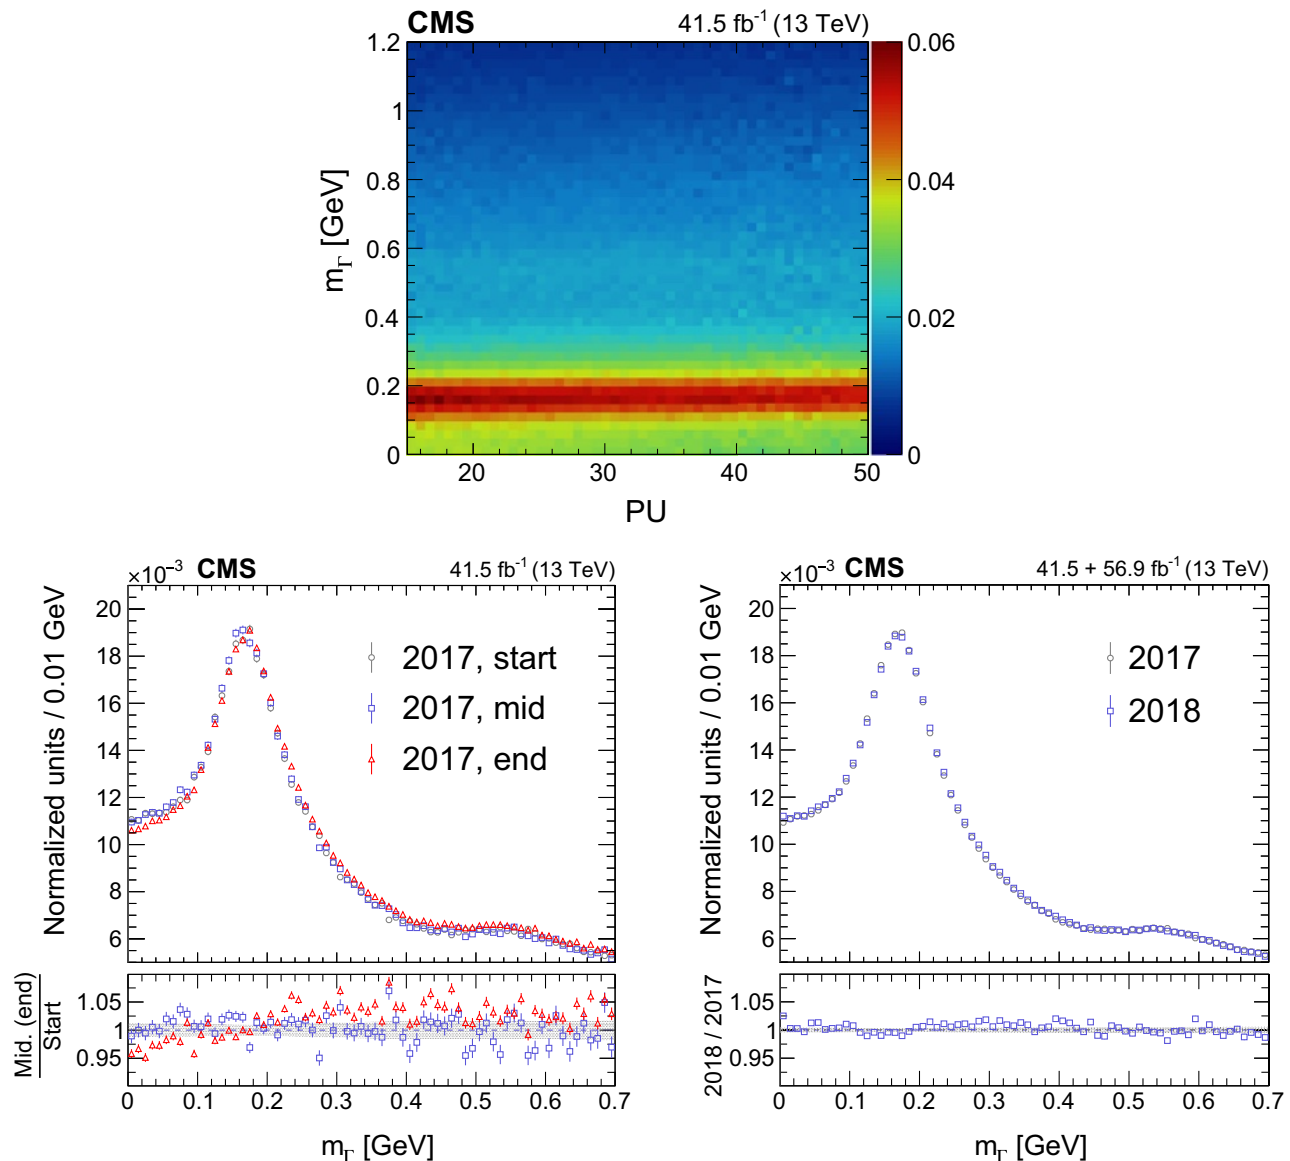 CMS 41.5 fb⁻¹ (13 TeV)
m_Γ [GeV]
1.2
1
0.8
0.6
0.4
0.2
0
20 30 40 50
PU
0.06
0.04
0.02
0
×10⁻³ CMS 41.5 fb⁻¹ (13 TeV)
Normalized units / 0.01 GeV
20
18
16
14
12
10
8
6
2017, start
2017, mid
2017, end
Mid. (end)
Start
1.05
1
0.95
0 0.1 0.2 0.3 0.4 0.5 0.6 0.7
m_Γ [GeV]
×10⁻³ CMS 41.5 + 56.9 fb⁻¹ (13 TeV)
Normalized units / 0.01 GeV
20
18
16
14
12
10
8
6
2017
2018
2018 / 2017
1.05
1
0.95
0 0.1 0.2 0.3 0.4 0.5 0.6 0.7
m_Γ [GeV]